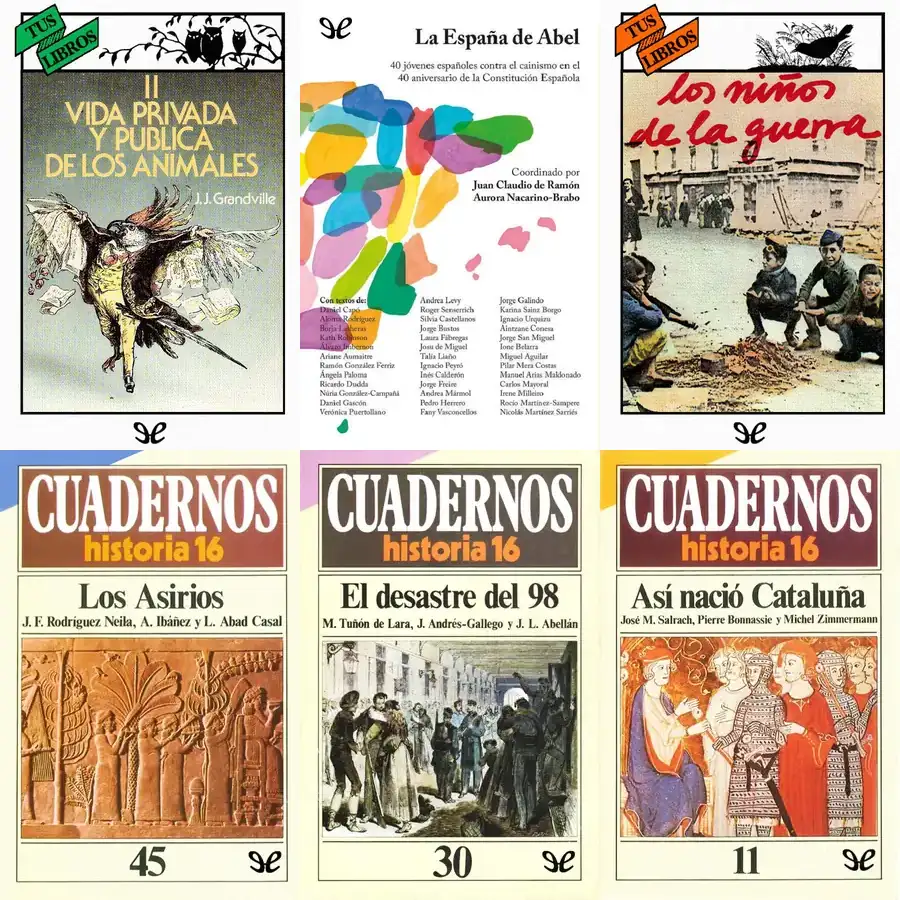 TUS
LIBROS
II
VIDA PRIVADA
Y PUBLICA
DE LOS ANIMALES
J.J. Grandville
La España de Abel
40 jóvenes españoles contra el cainismo en el
40 aniversario de la Constitución Española
Coordinado por
Juan Claudio de Ramón
Aurora Nacarino-Brabo
Con textos de:
Daniel Capó
Aloma Rodríguez
Borja Lasheras
Kath Robinson
Álvaro Imbernón
Ariane Aumaitre
Ramón González Ferriz
Ángela Paloma
Ricardo Dudda
Núria González-Campañá
Daniel Gascón
Verónica Puertollano
Andrea Levy
Roger Senserrich
Silvia Castellanos
Jorge Bustos
Laura Fàbregas
Josu de Miguel
Talía Liaño
Ignacio Peyró
Inés Calderón
Jorge Freire
Andrea Mármol
Pedro Herrero
Fany Vasconcellos
Jorge Galindo
Karina Sainz Borgo
Ignacio Urquizu
Aintzane Conesa
Jorge San Miguel
Ione Belarra
Miguel Aguilar
Pilar Mera Costas
Manuel Arias Maldonado
Carlos Mayoral
Irene Milleiro
Rocío Martínez-Sampere
Nicolás Martínez Sarriés
TUS
LIBROS
los niños
de la guerra
CUADERNOS
historia 16
Los Asirios
J. F. Rodríguez Neila, A. Ibáñez y L. Abad Casal
45
CUADERNOS
historia 16
El desastre del 98
M. Tuñón de Lara, J. Andrés-Gallego y J. L. Abellán
30
CUADERNOS
historia 16
Así nació Cataluña
José M. Salrach, Pierre Bonnassie y Michel Zimmermann
11